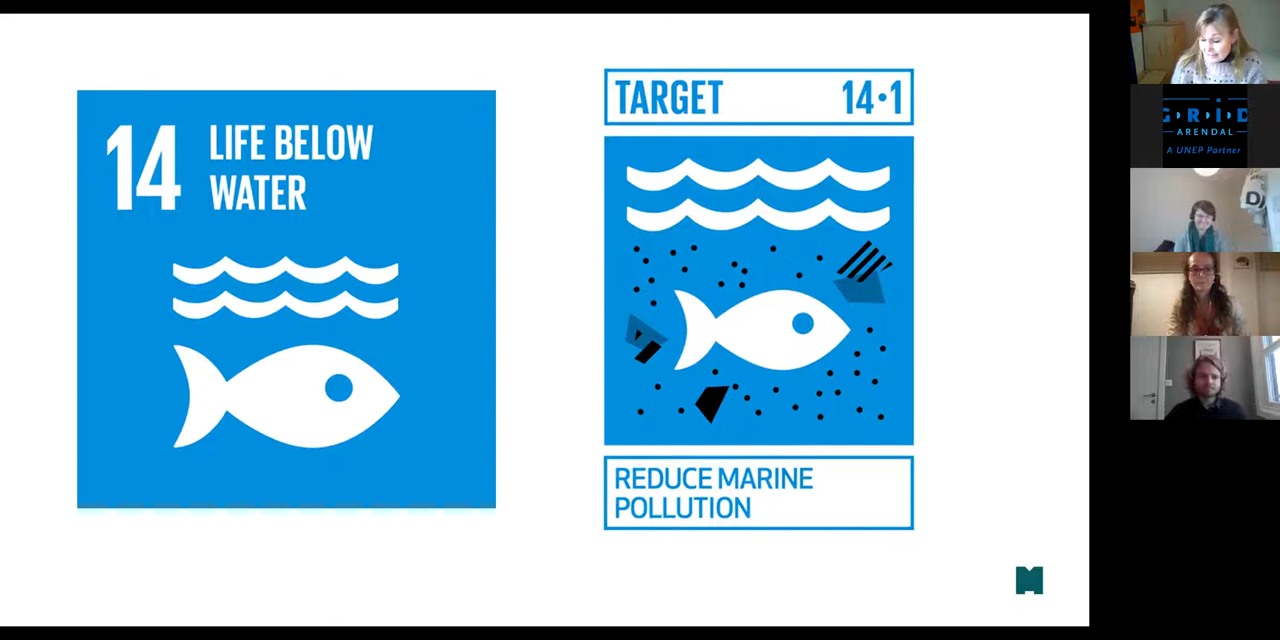 14
LIFE BELOW
WATER
TARGET 14.1
REDUCE MARINE
POLLUTION
GRID
ARENDAL
A UNEP Partner